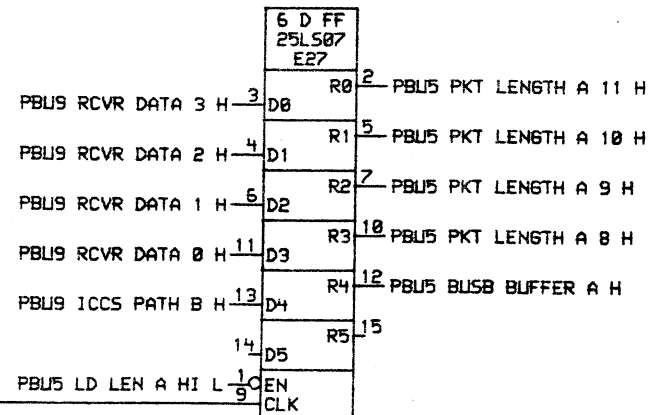 6 D FF
25LS07
E27
R0 2 PBU5 PKT LENGTH A 11 H
PBU9 RCVR DATA 3 H 3 D0
R1 5 PBU5 PKT LENGTH A 10 H
PBU9 RCVR DATA 2 H 4 D1
R2 7 PBU5 PKT LENGTH A 9 H
PBU9 RCVR DATA 1 H 6 D2
R3 10 PBU5 PKT LENGTH A 8 H
PBU9 RCVR DATA 0 H 11 D3
R4 12 PBU5 BUSB BUFFER A H
PBU9 ICCS PATH B H 13 D4
R5 15
14 D5
PBU5 LD LEN A HI L 1 EN
9 CLK